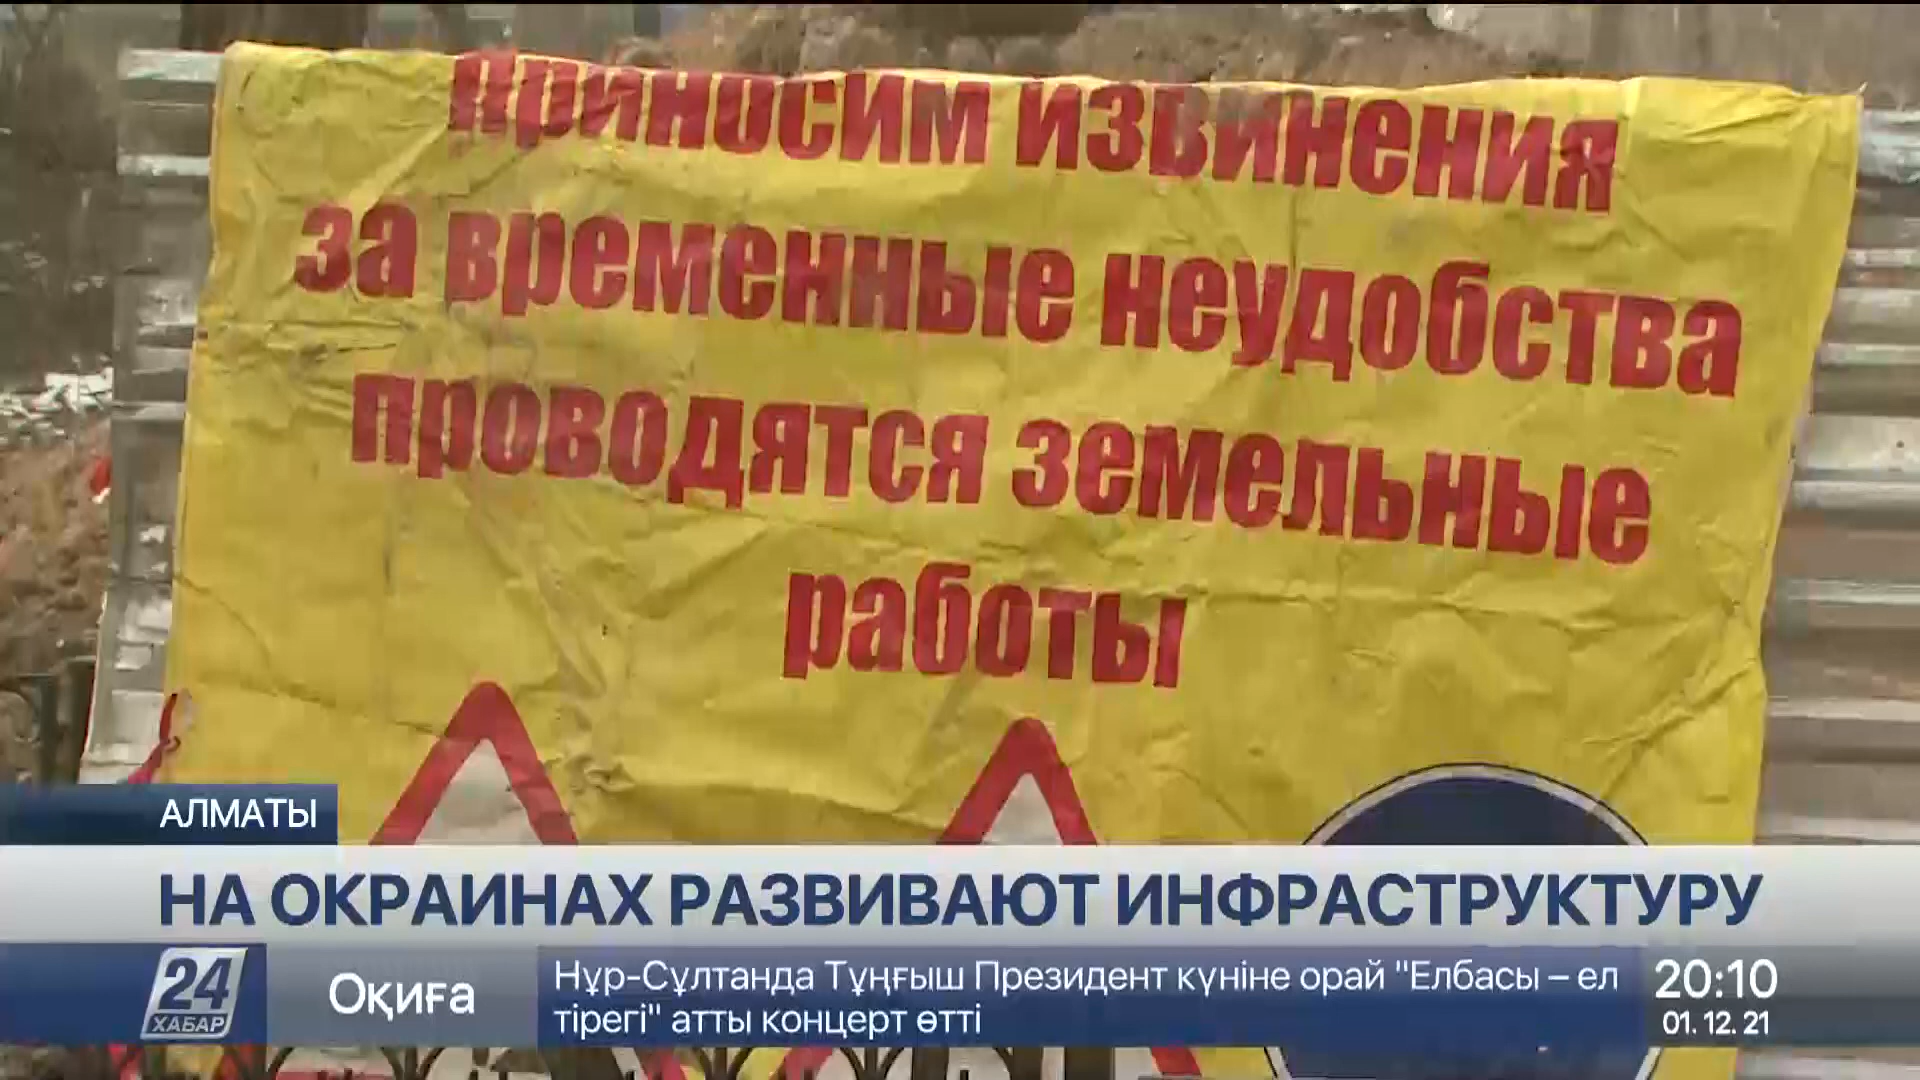 приносим извинения
за временные неудобства
проводятся земельные
работы
АЛМАТЫ
НА ОКРАИНАХ РАЗВИВАЮТ ИНФРАСТРУКТУРУ
24
ХАБАР
Оқиға
Нұр-Сұлтанда Тұңғыш Президент күніне орай "Елбасы – ел
тірегі" атты концерт өтті
20:10
01. 12. 21